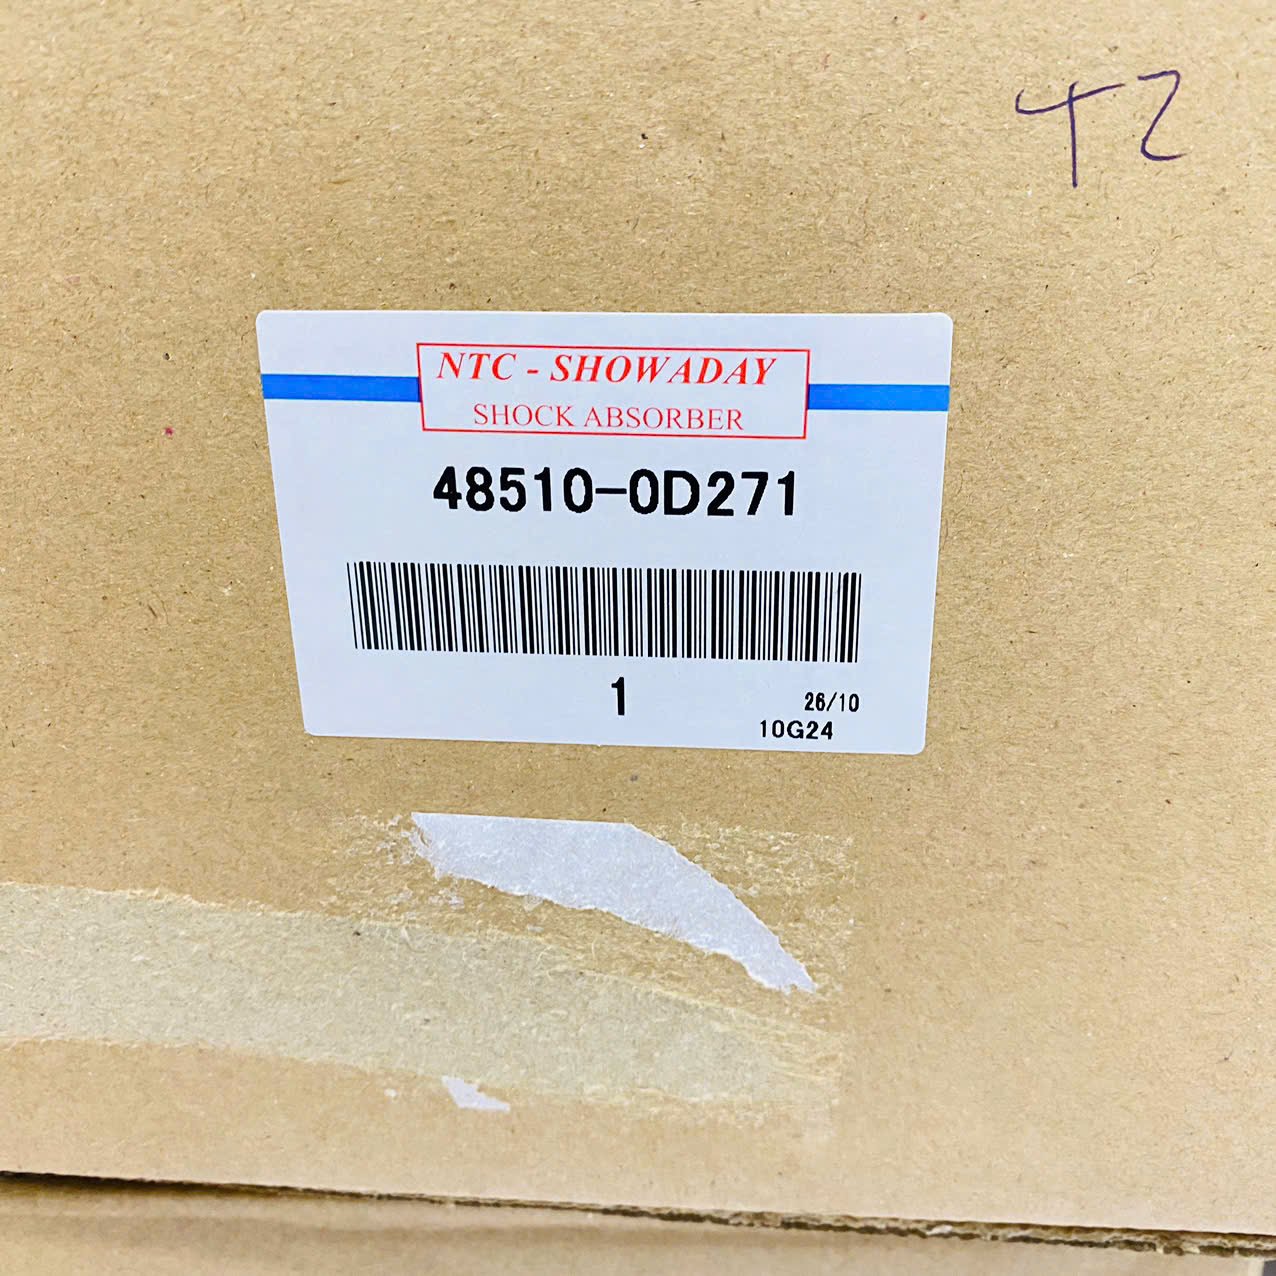 42
NTC - SHOWADAY
SHOCK ABSORBER
48510-0D271
1
26/10
10G24